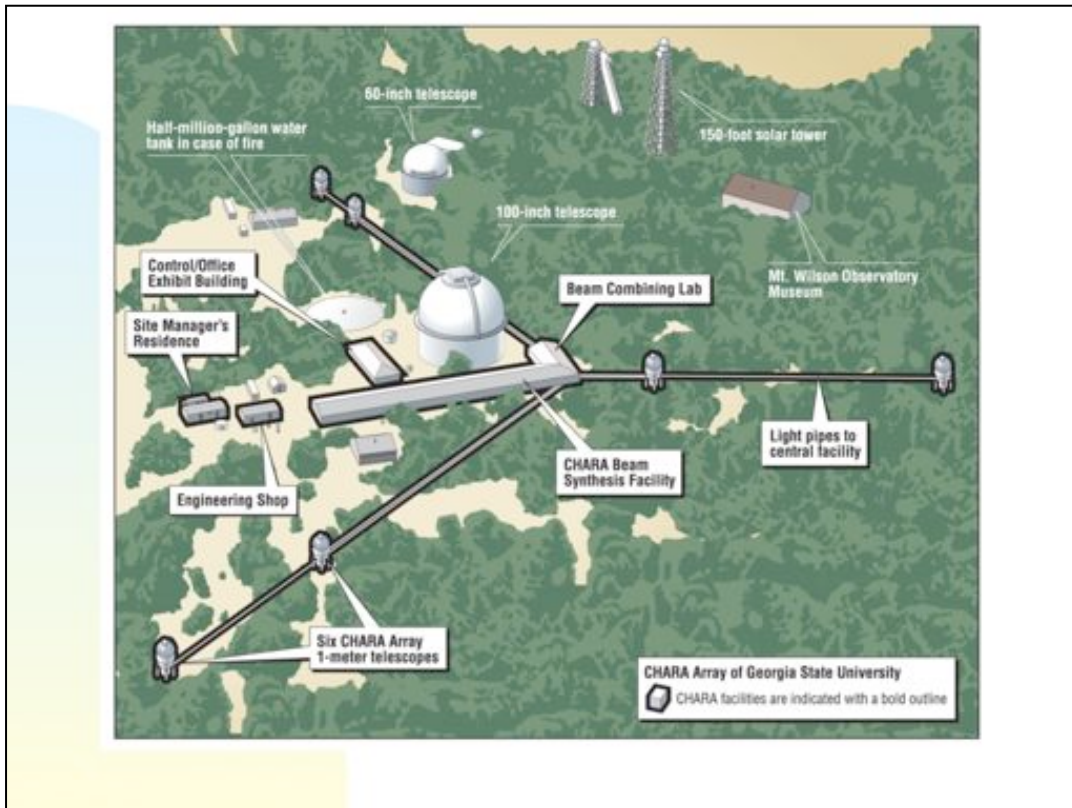 60-inch telescope
Half-million-gallon water
tank in case of fire
150-foot solar tower
100-inch telescope
Control/Office
Exhibit Building
Beam Combining Lab
Mt. Wilson Observatory
Museum
Site Manager's
Residence
Light pipes to
central facility
CHARA Beam
Synthesis Facility
Engineering Shop
Six CHARA Array
1-meter telescopes
CHARA Array of Georgia State University
CHARA facilities are indicated with a bold outline